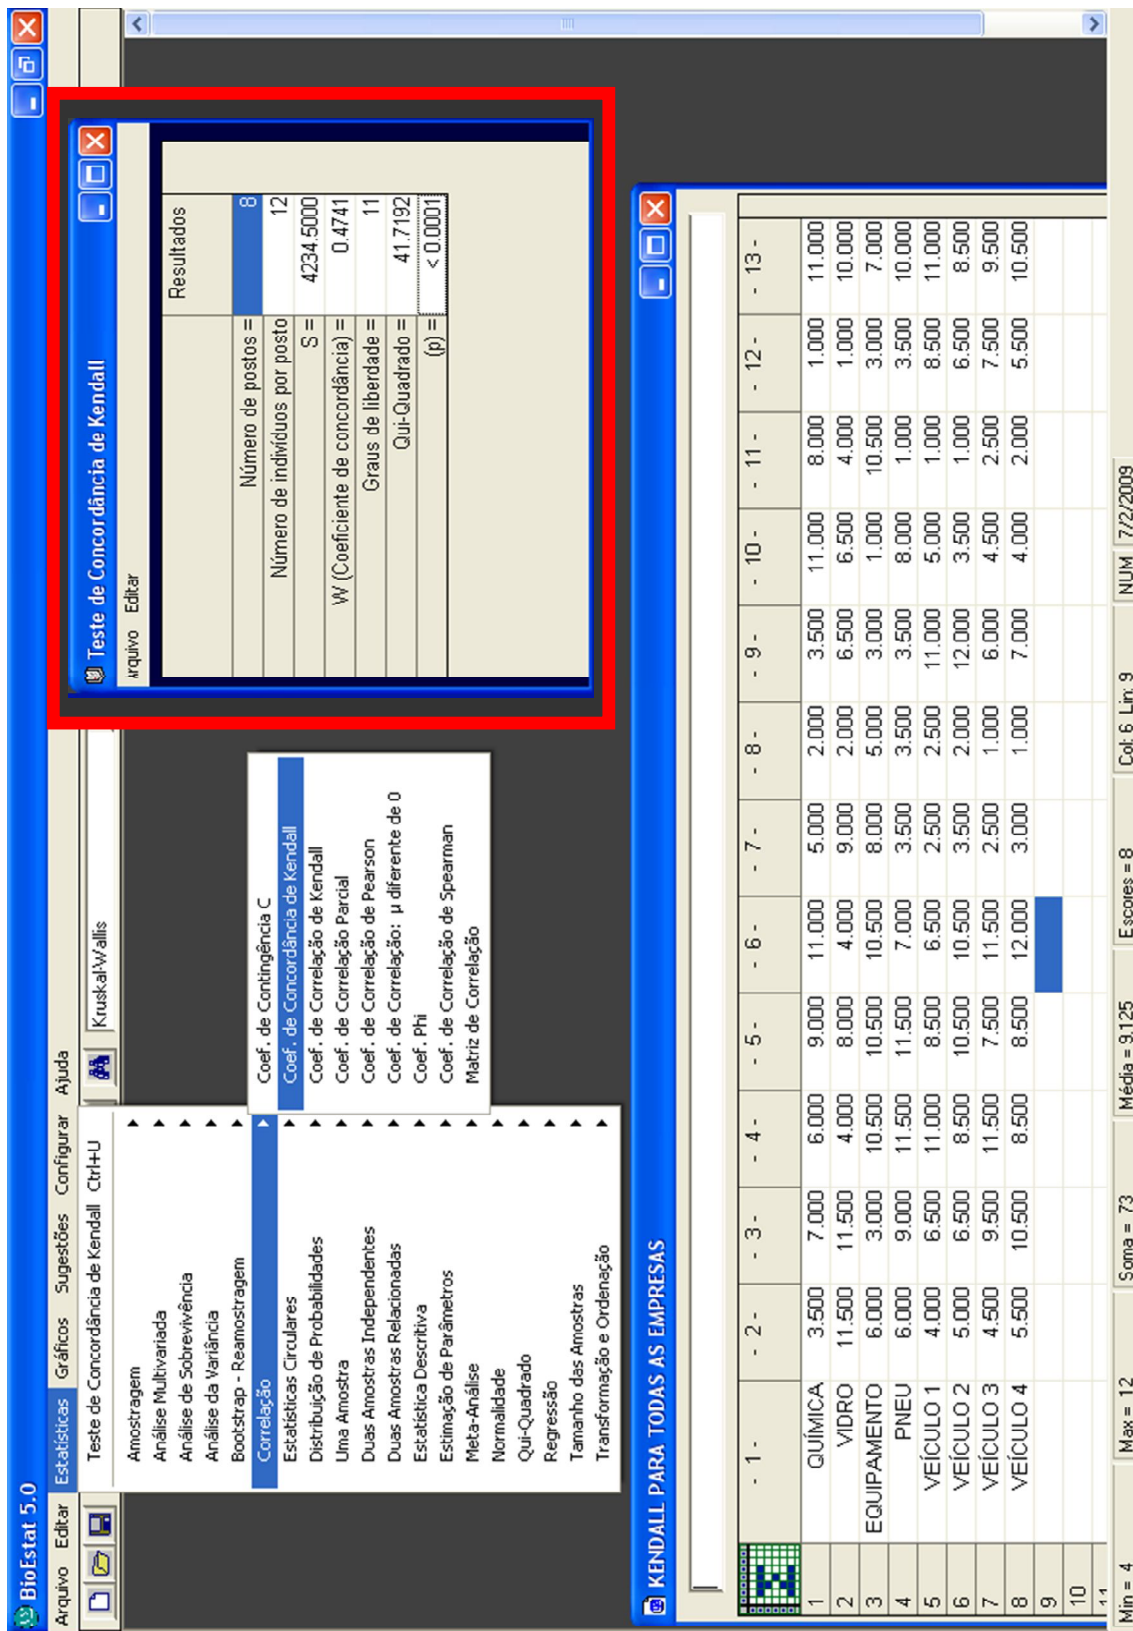 BioEstat 5.0
Arquivo Editar Estatísticas Gráficos Sugestões Configurar Ajuda
Kruskal-Wallis
Teste de Concordância de Kendall Ctrl+U
Amostragem
Análise Multivariada
Análise de Sobrevivência
Análise da Variância
Bootstrap - Reamostragem
Correlação
Estatísticas Circulares
Distribuição de Probabilidades
Uma Amostra
Duas Amostras Independentes
Duas Amostras Relacionadas
Estatística Descritiva
Estimação de Parâmetros
Meta-Análise
Normalidade
Qui-Quadrado
Regressão
Tamanho das Amostras
Transformação e Ordenação
Coef. de Contingência C
Coef. de Concordância de Kendall
Coef. de Correlação de Kendall
Coef. de Correlação Parcial
Coef. de Correlação de Pearson
Coef. de Correlação: μ diferente de 0
Coef. Phi
Coef. de Correlação de Spearman
Matriz de Correlação
Teste de Concordância de Kendall
Arquivo Editar
Resultados
Número de postos = 8
Número de indivíduos por posto 12
S = 4234.5000
W (Coeficiente de concordância) = 0.4741
Graus de liberdade = 11
Qui-Quadrado = 41.7192
(p) = < 0.0001
KENDALL PARA TODAS AS EMPRESAS
- 1 - - 2 - - 3 - - 4 - - 5 - - 6 - - 7 - - 8 - - 9 - - 10 - - 11 - - 12 - - 13 -
1 QUÍMICA 3.500 7.000 6.000 9.000 11.000 5.000 2.000 3.500 11.000 8.000 1.000 11.000
2 VIDRO 11.500 11.500 4.000 8.000 4.000 9.000 2.000 6.500 6.500 4.000 1.000 10.000
3 EQUIPAMENTO 6.000 3.000 10.500 10.500 10.500 8.000 5.000 3.000 1.000 10.500 3.000 7.000
4 PNEU 6.000 9.000 11.500 11.500 7.000 3.500 3.500 3.500 8.000 1.000 3.500 10.000
5 VEÍCULO 1 4.000 6.500 11.000 8.500 6.500 2.500 2.500 11.000 5.000 1.000 8.500 11.000
6 VEÍCULO 2 5.000 6.500 8.500 10.500 10.500 3.500 2.000 12.000 3.500 1.000 6.500 8.500
7 VEÍCULO 3 4.500 9.500 11.500 7.500 11.500 2.500 1.000 6.000 4.500 2.500 7.500 9.500
8 VEÍCULO 4 5.500 10.500 8.500 8.500 12.000 3.000 1.000 7.000 4.000 2.000 5.500 10.500
9
10
11
Min = 4 Max = 12 Soma = 73 Média = 9.125 Escores = 8 Col: 6 Lin: 9 NUM 7/2/2009